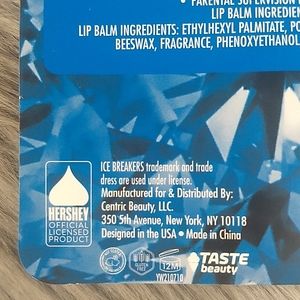 • PARENTAL SUPERVISION
LIP BALM INGREDIEN
LIP BALM INGREDIENTS: ETHYLHEXYL PALMITATE, PO
BEESWAX, FRAGRANCE, PHENOXYETHANOL
ICE BREAKERS trademark and trade
dress are used under license.
Manufactured for & Distributed By:
Centric Beauty, LLC.
350 5th Avenue, New York, NY 10118
Designed in the USA • Made in China
HERSHEY
OFFICIAL
LICENSED
PRODUCT
12M
TASTE
beauty
YW210710